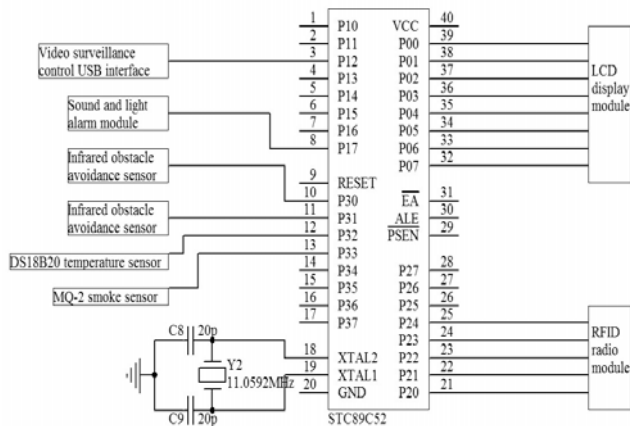 Video surveillance
control USB interface
Sound and light
alarm module
Infrared obstacle
avoidance sensor
Infrared obstacle
avoidance sensor
DS18B20 temperature sensor
MQ-2 smoke sensor
C8 20p
Y2
11.0592MHz
C9 20p
1 P10
2 P11
3 P12
4 P13
5 P14
6 P15
7 P16
8 P17
9 RESET
10 P30
11 P31
12 P32
13 P33
14 P34
15 P35
16 P36
17 P37
18 XTAL2
19 XTAL1
20 GND
STC89C52
VCC 40
P00 39
P01 38
P02 37
P03 36
P04 35
P05 34
P06 33
P07 32
EA 31
ALE 30
PSEN 29
P27 28
P26 27
P25 26
P24 25
P23 24
P22 23
P21 22
P20 21
LCD
display
module
RFID
radio
module